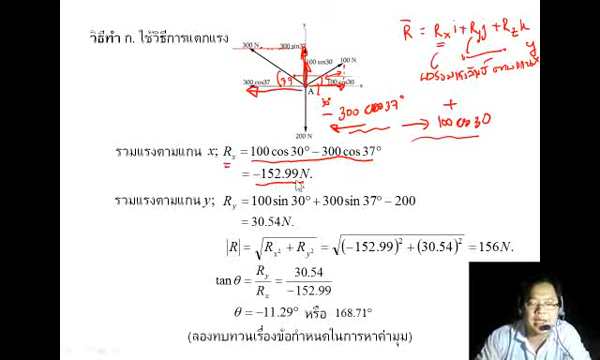 วิธีทำ ก. ใช้วิธีการแตกแรง
y
300 N
300 sin37
100 sin30
100 N
37°
300 cos37
A
30°
200 N
R = Rx i + Ry j + Rz k
y
- 300 cos 37°
+
→ 100 cos 30
รวมแรงตามแกน x; Rx = 100 cos 30° − 300 cos 37°
= −152.99 N.
รวมแรงตามแกน y; Ry = 100 sin 30° + 300 sin 37° − 200
= 30.54 N.
|R| = √(Rx² + Ry²) = √((−152.99)² + (30.54)²) = 156 N.
tan θ = Ry / Rx = 30.54 / −152.99
θ = −11.29° หรือ 168.71°
(ลองทบทวนเรื่องข้อกำหนดในการหาค่ามุม)